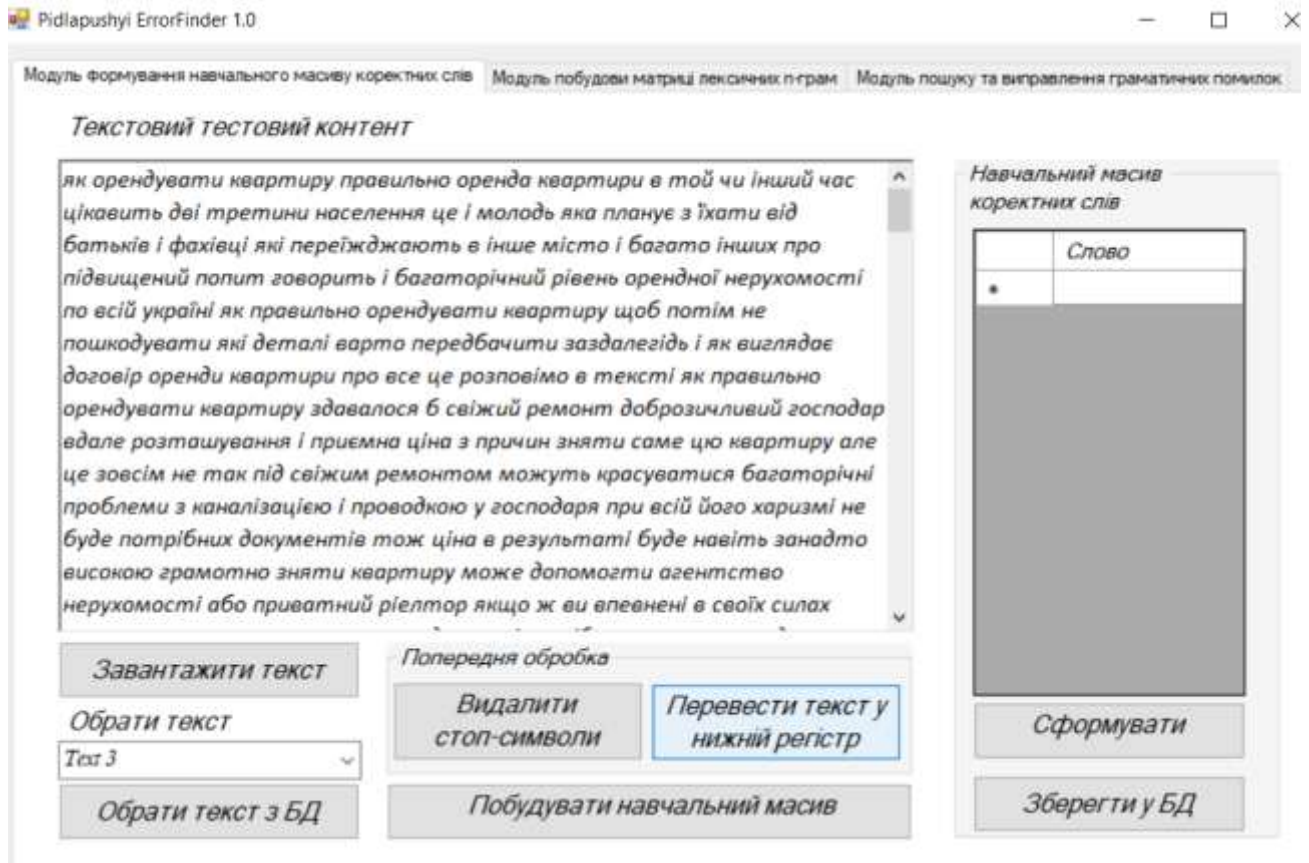 Pidlapushyi ErrorFinder 1.0
Модуль формування навчального масиву коректних слів Модуль побудови матриці лексичних n-грам Модуль пошуку та виправлення граматичних помилок
Текстовий тестовий контент
як орендувати квартиру правильно оренда квартири в той чи інший час
цікавить дві третини населення це і молодь яка планує з їхати від
батьків і фахівці які переїжджають в інше місто і багато інших про
підвищений попит говорить і багаторічний рівень орендної нерухомості
по всій україні як правильно орендувати квартиру щоб потім не
пошкодувати які деталі варто передбачити заздалегідь і як виглядає
договір оренди квартири про все це розповімо в тексті як правильно
орендувати квартиру здавалося б свіжий ремонт доброзичливий господар
вдале розташування і приємна ціна з причин зняти саме цю квартиру але
це зовсім не так під свіжим ремонтом можуть красуватися багаторічні
проблеми з каналізацією і проводкою у господаря при всій його харизмі не
буде потрібних документів тож ціна в результаті буде навіть занадто
високою грамотно зняти квартиру може допомогти агентство
нерухомості або приватний ріелтор якщо ж ви впевнені в своїх силах
Завантажити текст
Обрати текст
Text 3
Обрати текст з БД
Попередня обробка
Видалити
стоп-символи
Перевести текст у
нижній регістр
Побудувати навчальний масив
Навчальний масив
коректних слів
Слово
Сформувати
Зберегти у БД